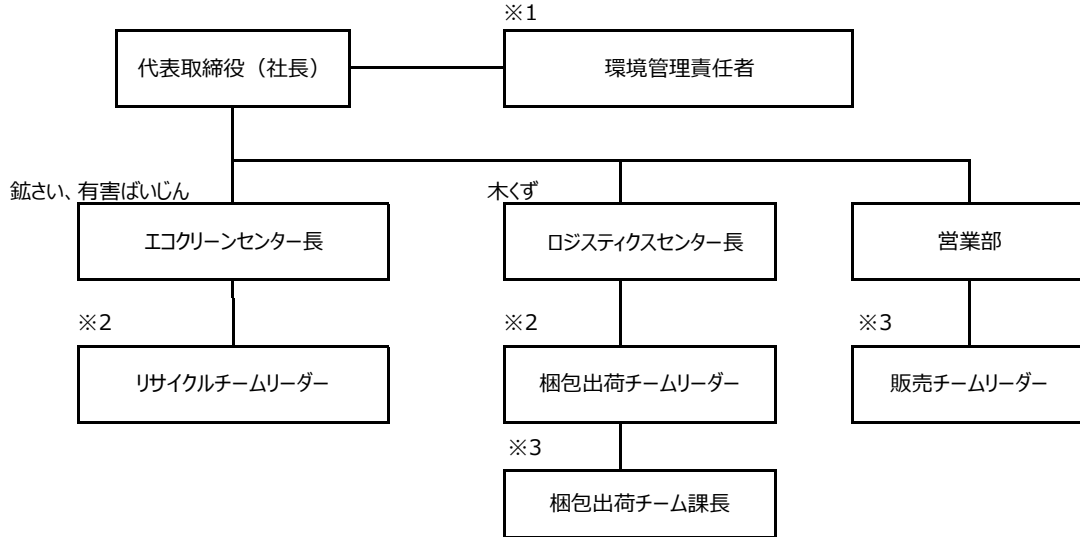 ※1
代表取締役（社長）
環境管理責任者
鉱さい、有害ばいじん
木くず
エコクリーンセンター長
ロジスティクスセンター長
営業部
※2
※2
※3
リサイクルチームリーダー
梱包出荷チームリーダー
販売チームリーダー
※3
梱包出荷チーム課長